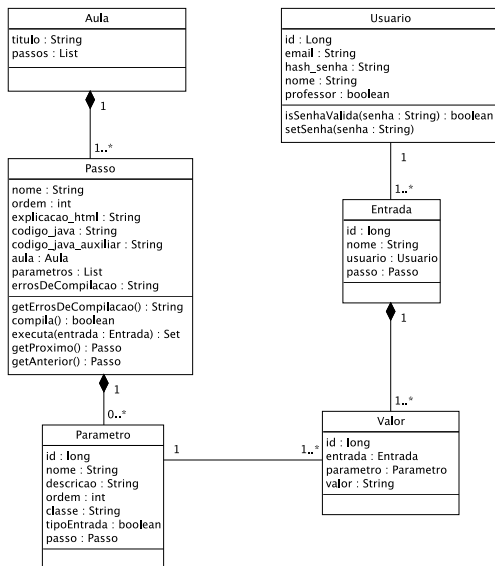 Aula
titulo : String
passos : List
1
1..*
Passo
nome : String
ordem : int
explicacao_html : String
codigo_java : String
codigo_java_auxiliar : String
aula : Aula
parametros : List
errosDeCompilacao : String
getErrosDeCompilacao() : String
compila() : boolean
executa(entrada : Entrada) : Set
getProximo() : Passo
getAnterior() : Passo
1
0..*
Parametro
id : long
nome : String
descricao : String
ordem : int
classe : String
tipoEntrada : boolean
passo : Passo
1
1..*
Usuario
id : Long
email : String
hash_senha : String
nome : String
professor : boolean
isSenhaValida(senha : String) : boolean
setSenha(senha : String)
1
1..*
Entrada
id : long
nome : String
usuario : Usuario
passo : Passo
1
1..*
Valor
id : long
entrada : Entrada
parametro : Parametro
valor : String